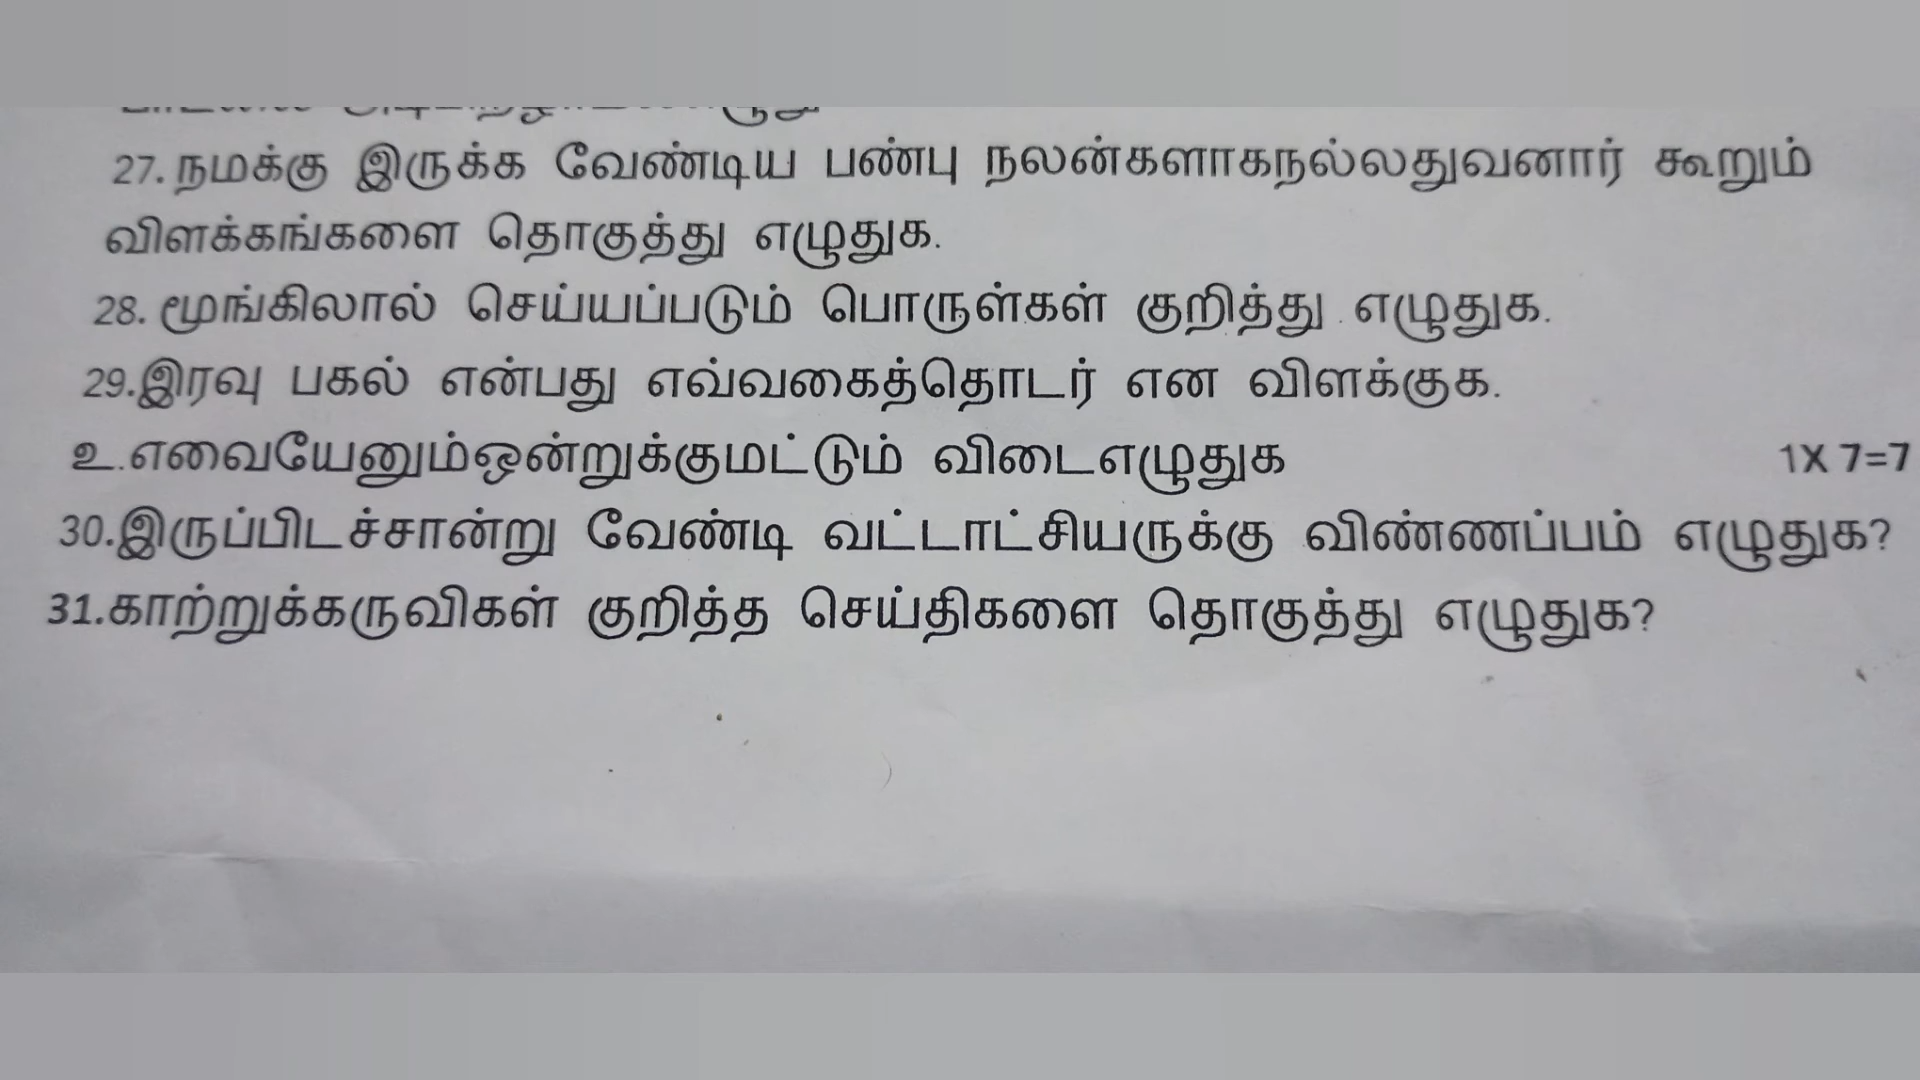 27. நமக்கு இருக்க வேண்டிய பண்பு நலன்களாகநல்லதுவனார் கூறும்
விளக்கங்களை தொகுத்து எழுதுக.
28. மூங்கிலால் செய்யப்படும் பொருள்கள் குறித்து எழுதுக.
29.இரவு பகல் என்பது எவ்வகைத்தொடர் என விளக்குக.
உ.எவையேனும்ஒன்றுக்குமட்டும் விடைஎழுதுக 1X 7=7
30.இருப்பிடச்சான்று வேண்டி வட்டாட்சியருக்கு விண்ணப்பம் எழுதுக?
31.காற்றுக்கருவிகள் குறித்த செய்திகளை தொகுத்து எழுதுக?